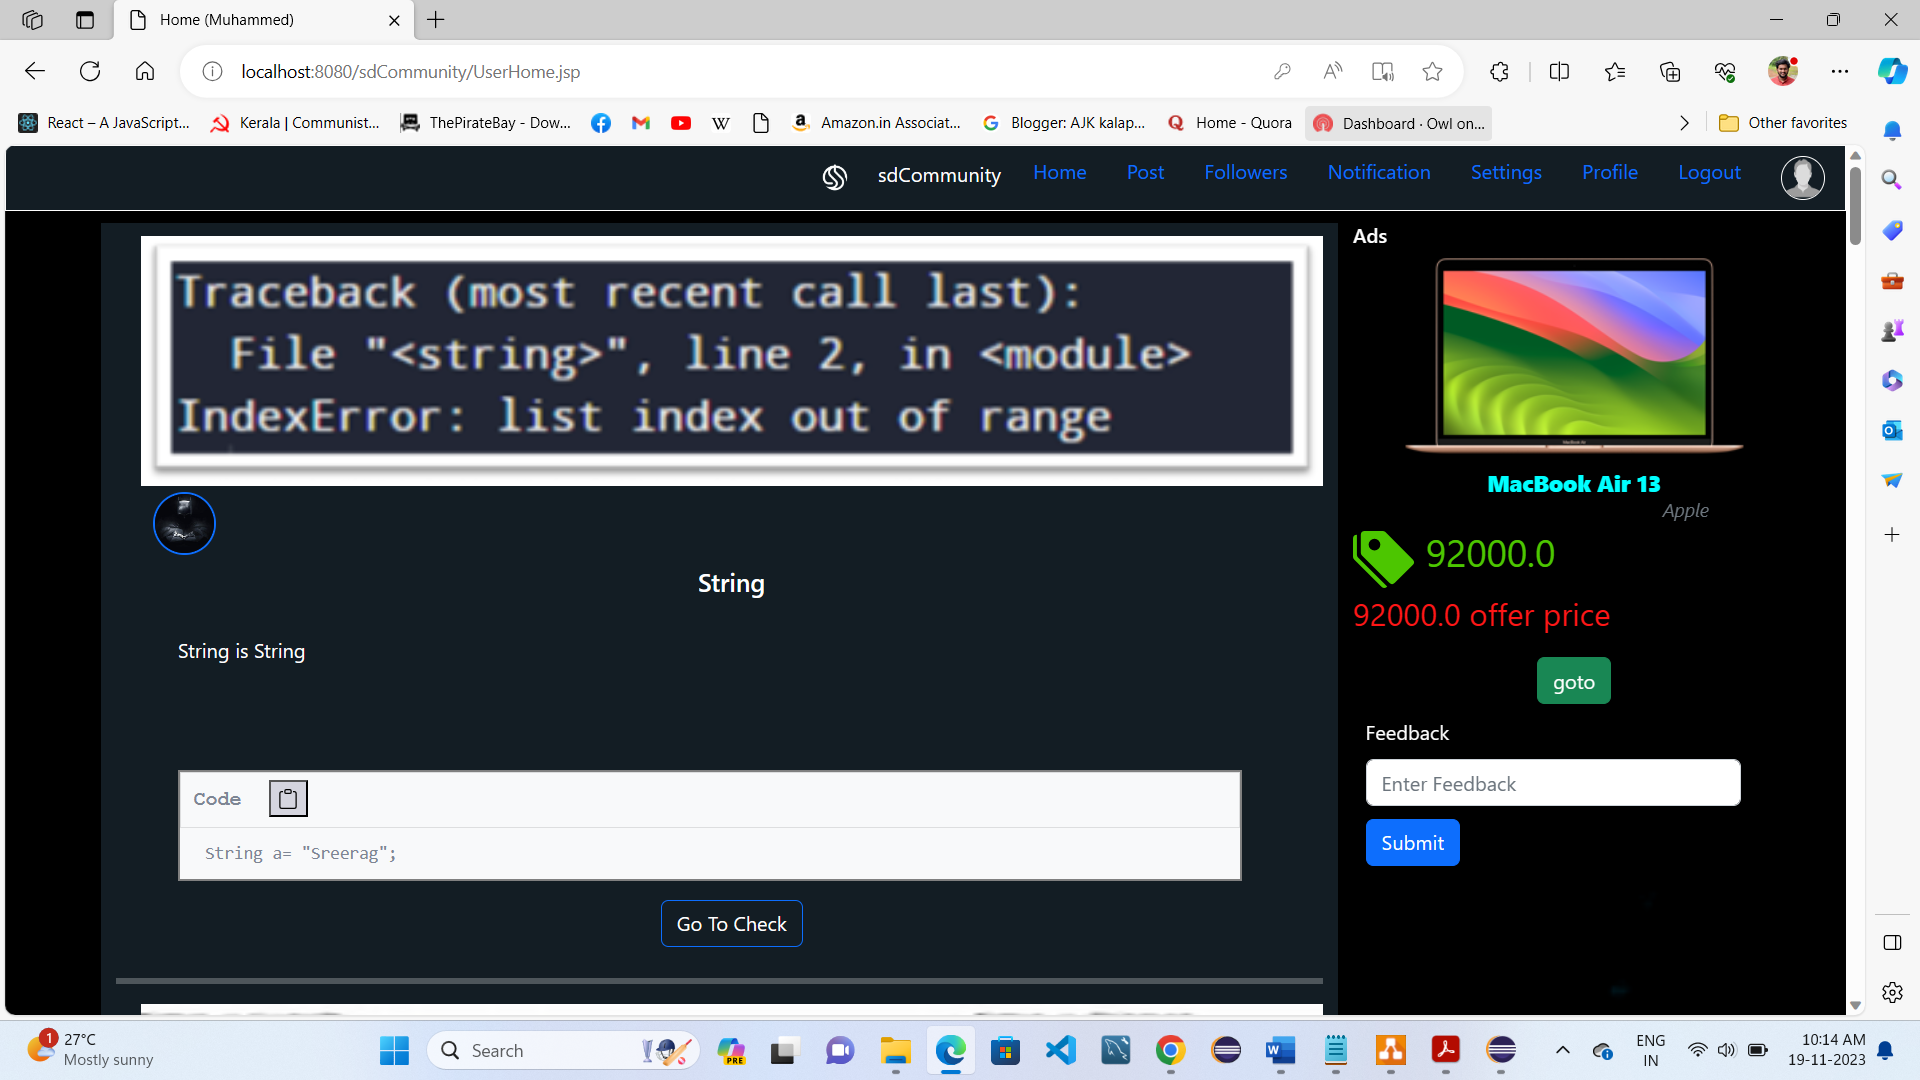 Home (Muhammed)
localhost:8080/sdCommunity/UserHome.jsp
React – A JavaScript...
Kerala | Communist...
ThePirateBay - Dow...
W
Amazon.in Associat...
Blogger: AJK kalap...
Home - Quora
Dashboard · Owl on...
Other favorites
sdCommunity
Home
Post
Followers
Notification
Settings
Profile
Logout
Traceback (most recent call last):
File "<string>", line 2, in <module>
IndexError: list index out of range
String
String is String
Code
String a= "Sreerag";
Go To Check
Ads
MacBook Air 13
Apple
92000.0
92000.0 offer price
goto
Feedback
Enter Feedback
Submit
1
27°C
Mostly sunny
Search
PRE
ENG
IN
10:14 AM
19-11-2023